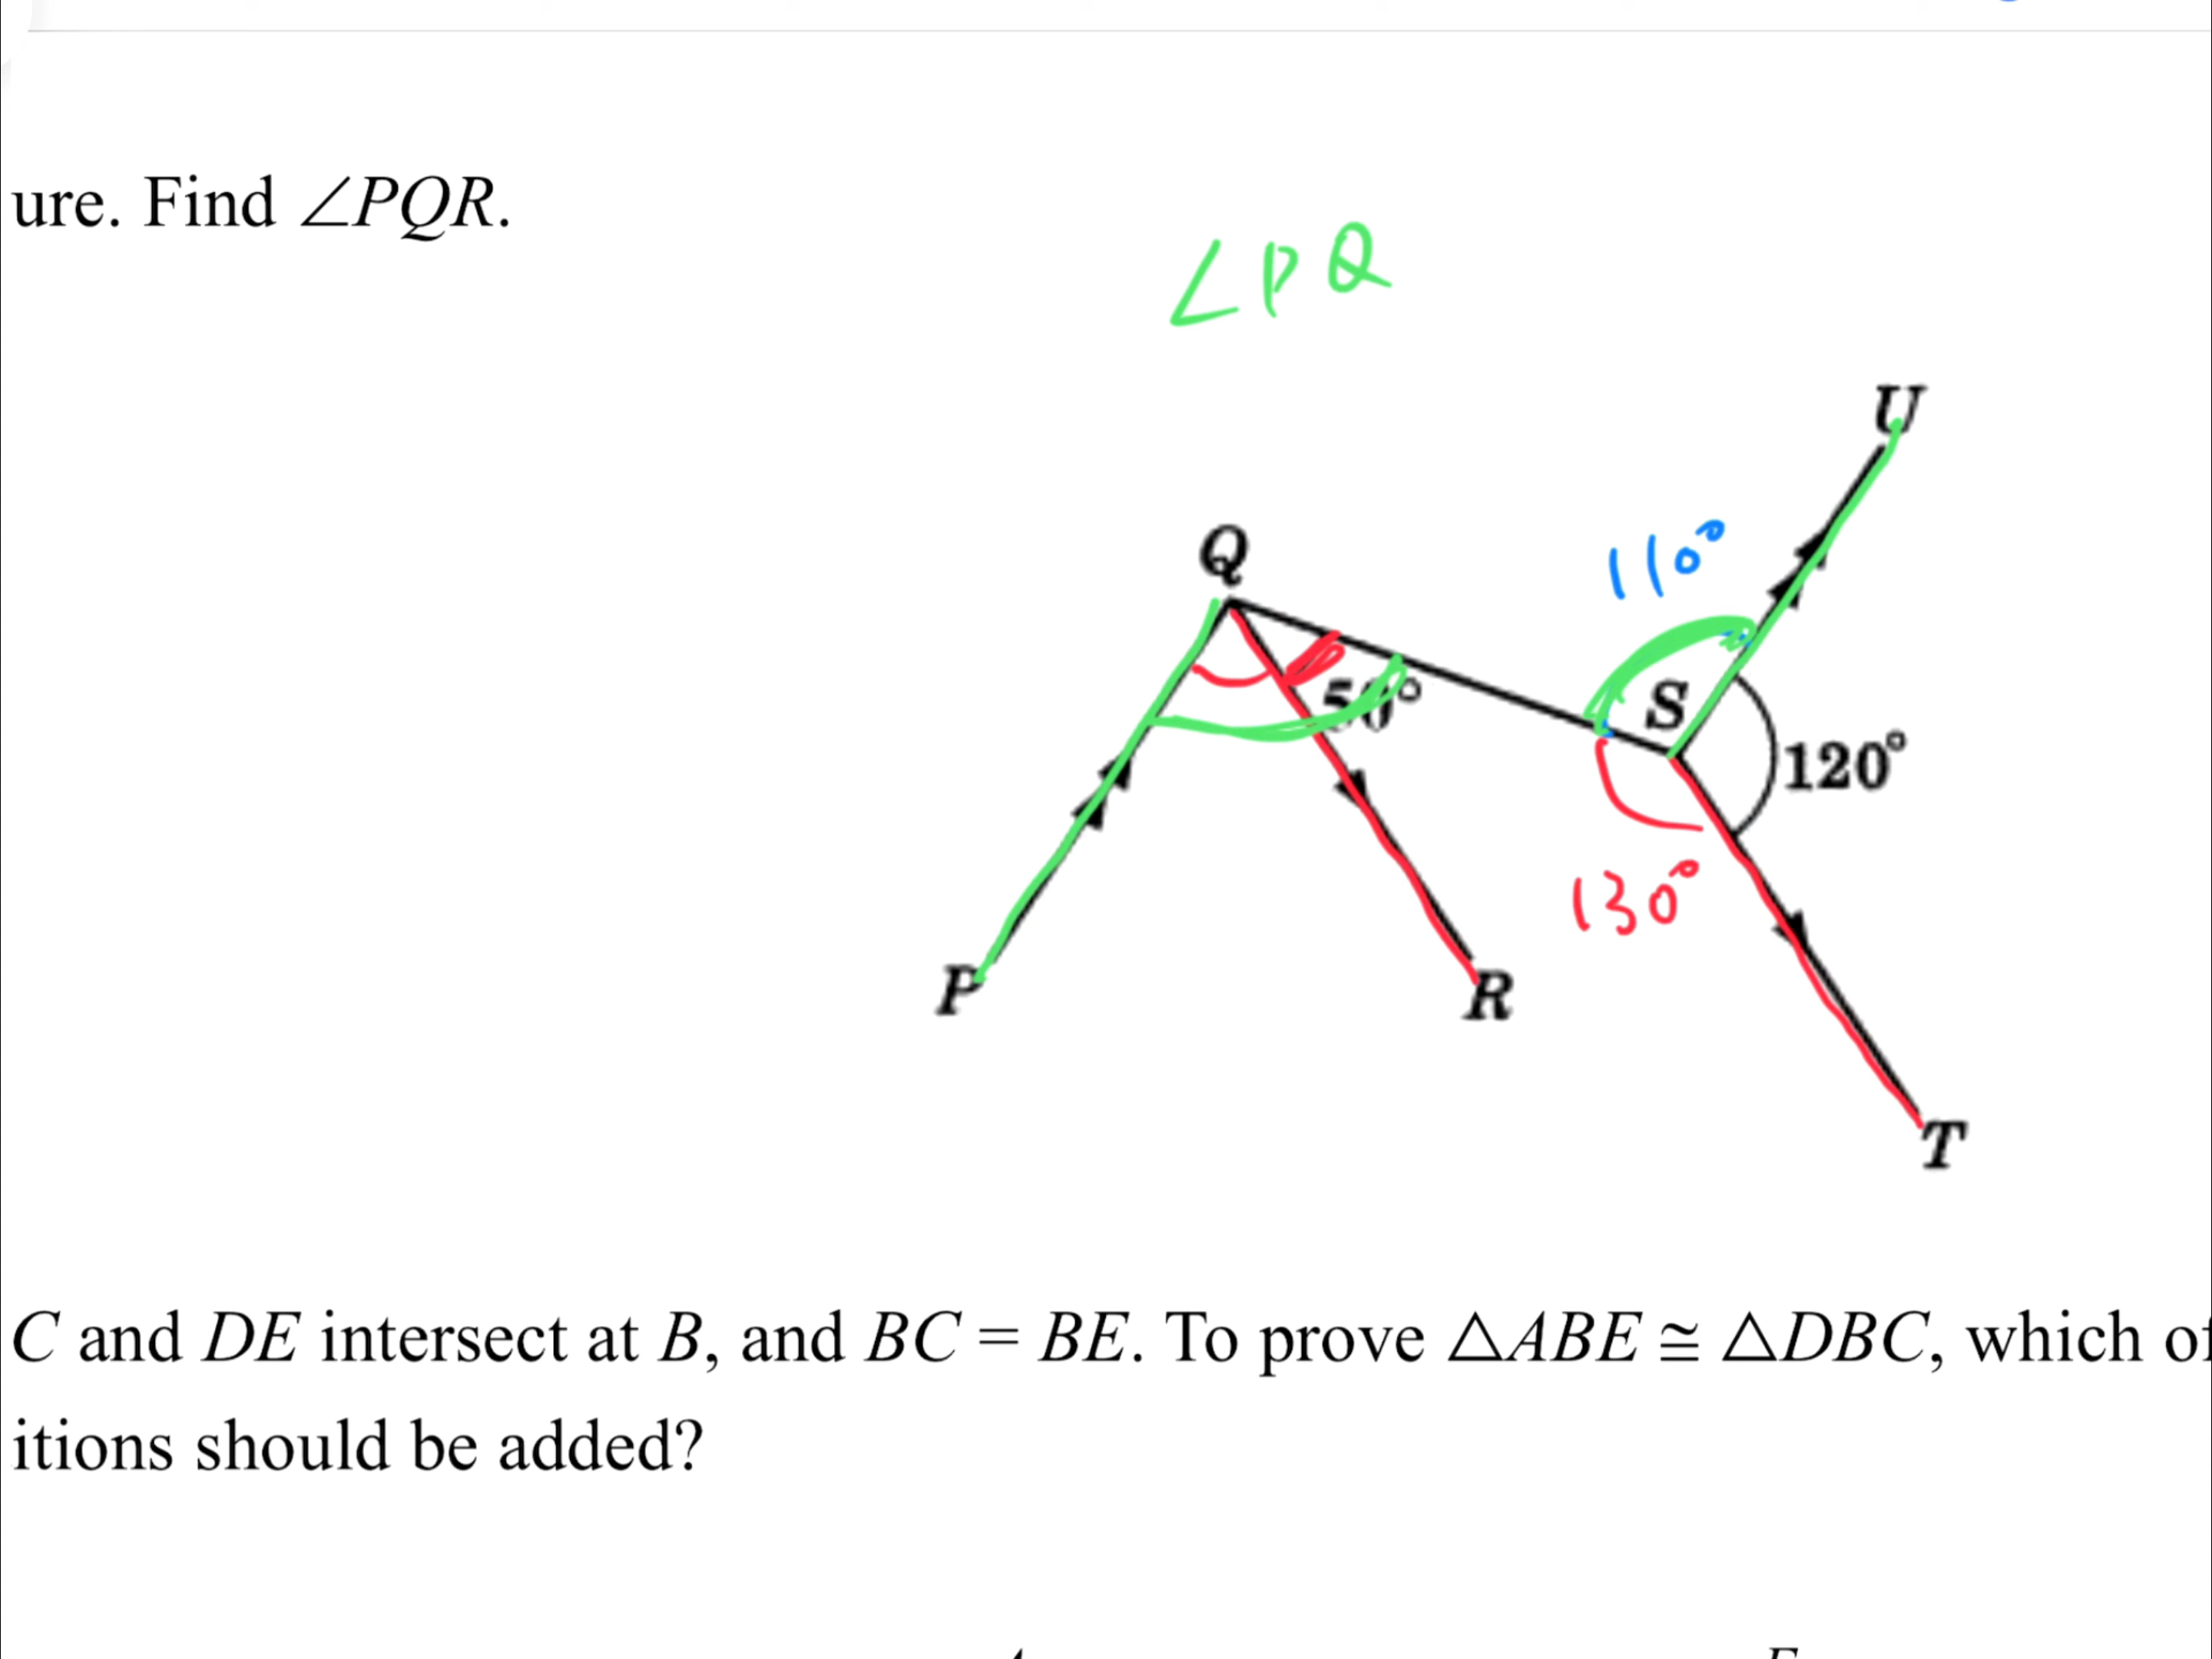 ure. Find ∠PQR.
∠PQ
U
Q
110°
50°
S
120°
130°
P
R
T
C and DE intersect at B, and BC = BE. To prove △ABE ≅ △DBC, which of
itions should be added?